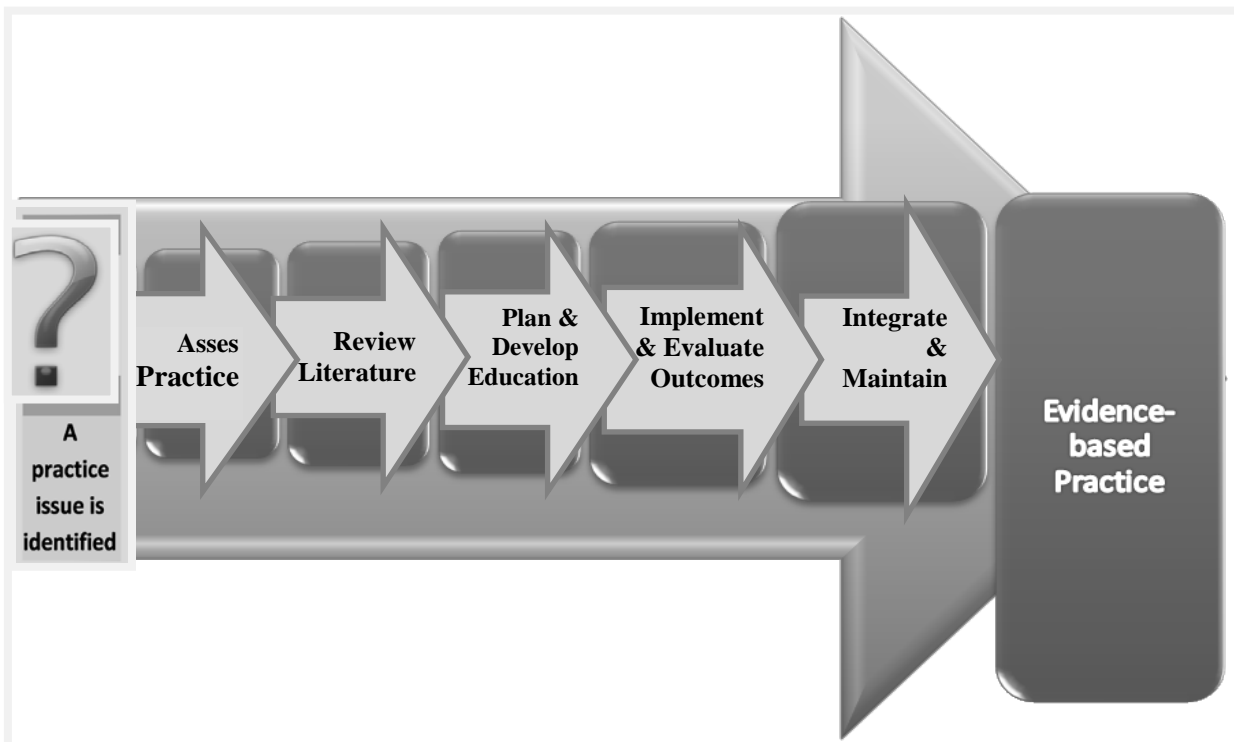 ?
A
practice
issue is
identified
Asses
Practice
Review
Literature
Plan &
Develop
Education
Implement
& Evaluate
Outcomes
Integrate
&
Maintain
Evidence-
based
Practice